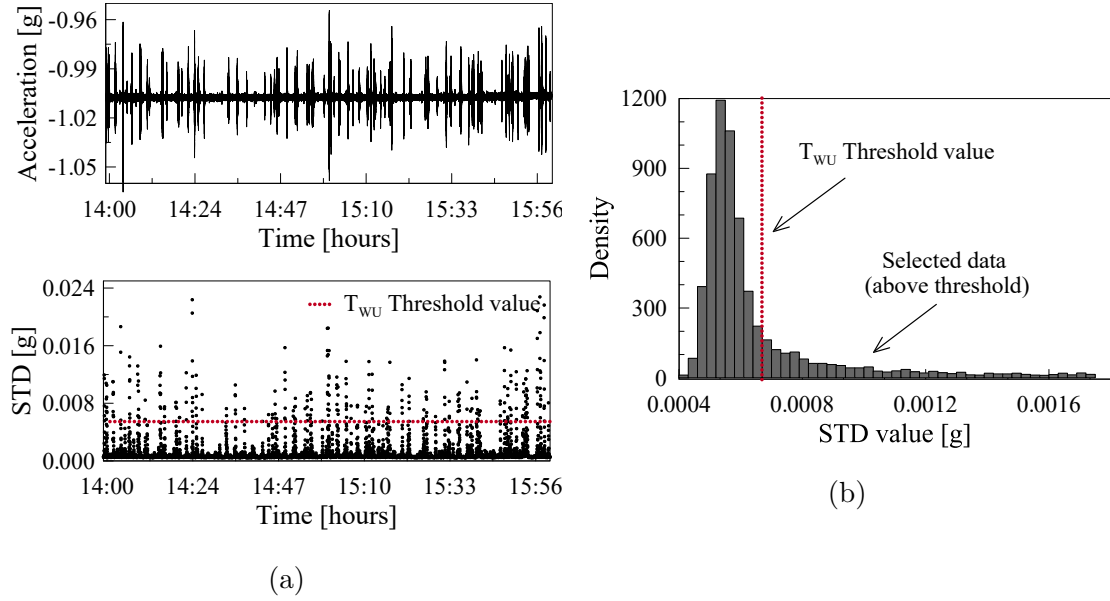 Acceleration [g]
-0.96
-0.99
-1.02
-1.05
14:00 14:24 14:47 15:10 15:33 15:56
Time [hours]
STD [g]
0.024
0.016
0.008
0.000
T_WU Threshold value
14:00 14:24 14:47 15:10 15:33 15:56
Time [hours]
(a)
Density
1200
900
600
300
0
T_WU Threshold value
Selected data
(above threshold)
0.0004 0.0008 0.0012 0.0016
STD value [g]
(b)